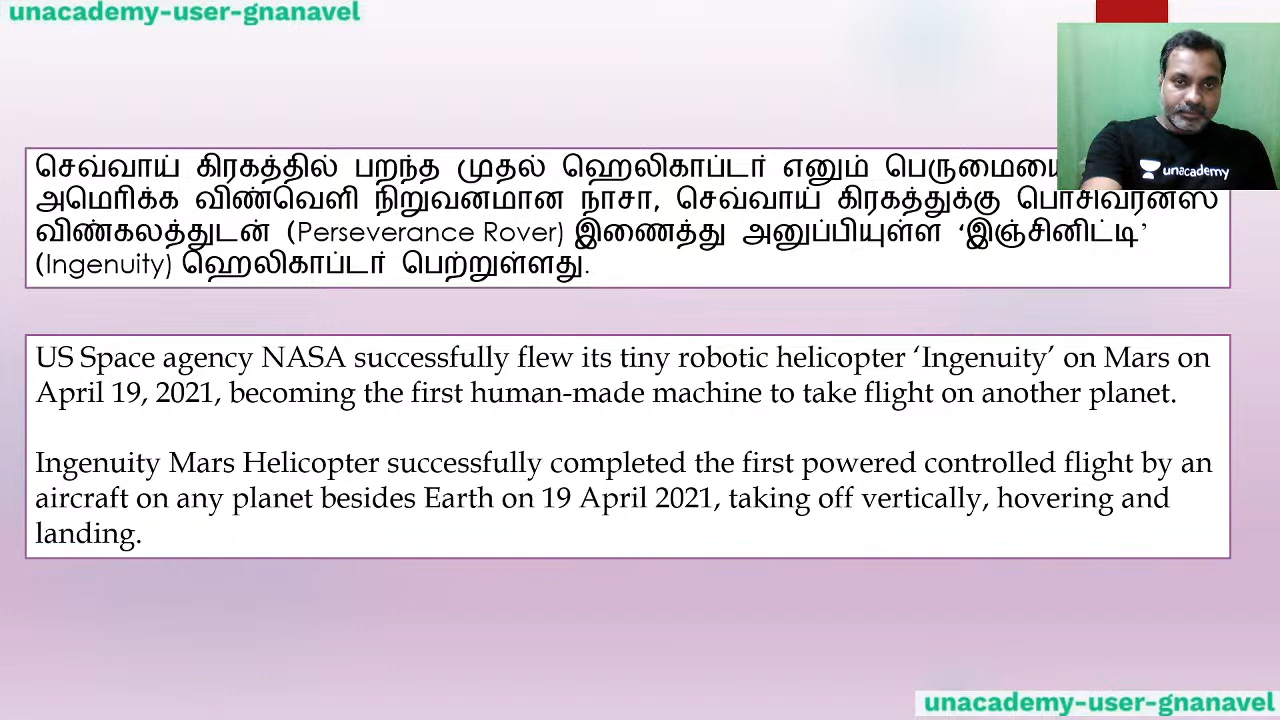 unacademy-user-gnanavel
செவ்வாய் கிரகத்தில் பறந்த முதல் ஹெலிகாப்டர் எனும் பெருமையை
அமெரிக்க விண்வெளி நிறுவனமான நாசா, செவ்வாய் கிரகத்துக்கு பெர்சிவரன்ஸ்
விண்கலத்துடன் (Perseverance Rover) இணைத்து அனுப்பியுள்ள ‘இஞ்சினிட்டி’
(Ingenuity) ஹெலிகாப்டர் பெற்றுள்ளது.
unacademy
US Space agency NASA successfully flew its tiny robotic helicopter ‘Ingenuity’ on Mars on
April 19, 2021, becoming the first human-made machine to take flight on another planet.
Ingenuity Mars Helicopter successfully completed the first powered controlled flight by an
aircraft on any planet besides Earth on 19 April 2021, taking off vertically, hovering and
landing.
unacademy-user-gnanavel